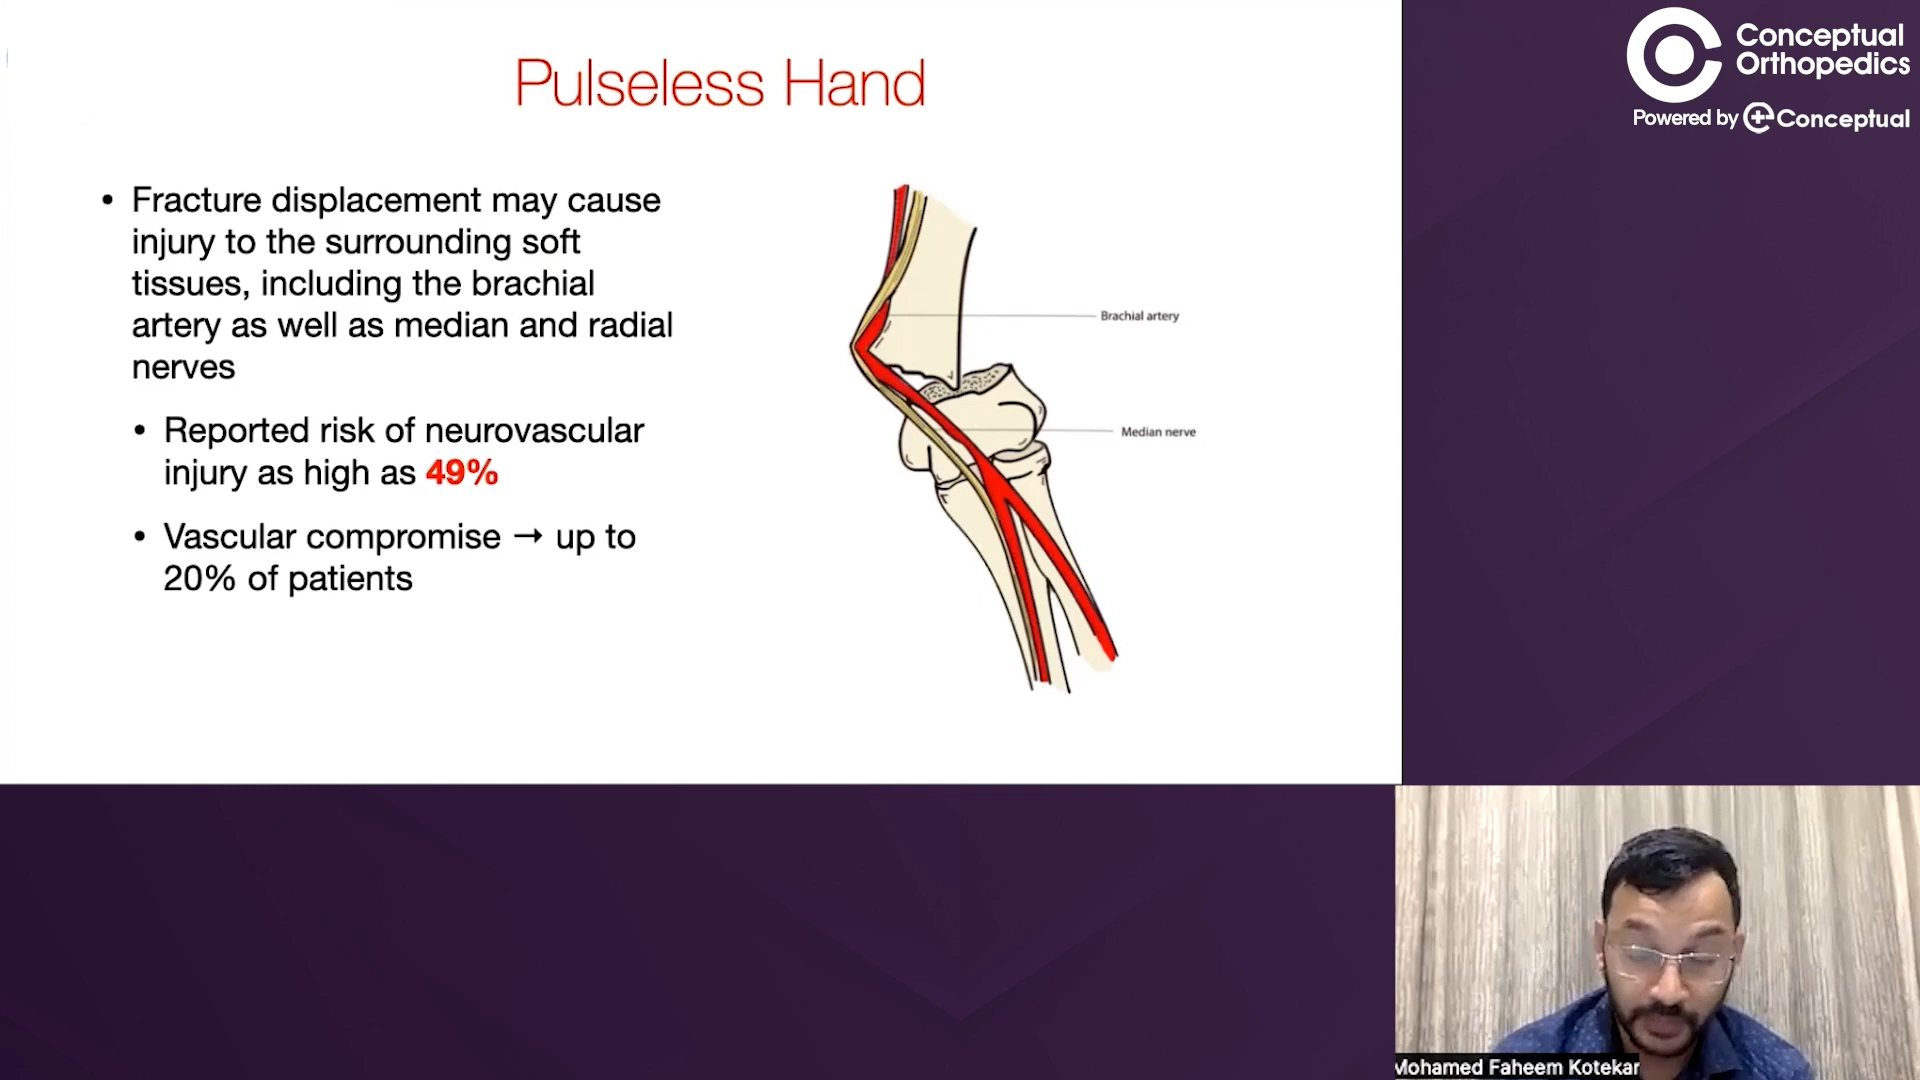 Pulseless Hand
• Fracture displacement may cause
injury to the surrounding soft
tissues, including the brachial
artery as well as median and radial
nerves
• Reported risk of neurovascular
injury as high as 49%
• Vascular compromise → up to
20% of patients
Brachial artery
Median nerve
Conceptual
Orthopedics
Powered by Conceptual
Mohamed Faheem Kotekar